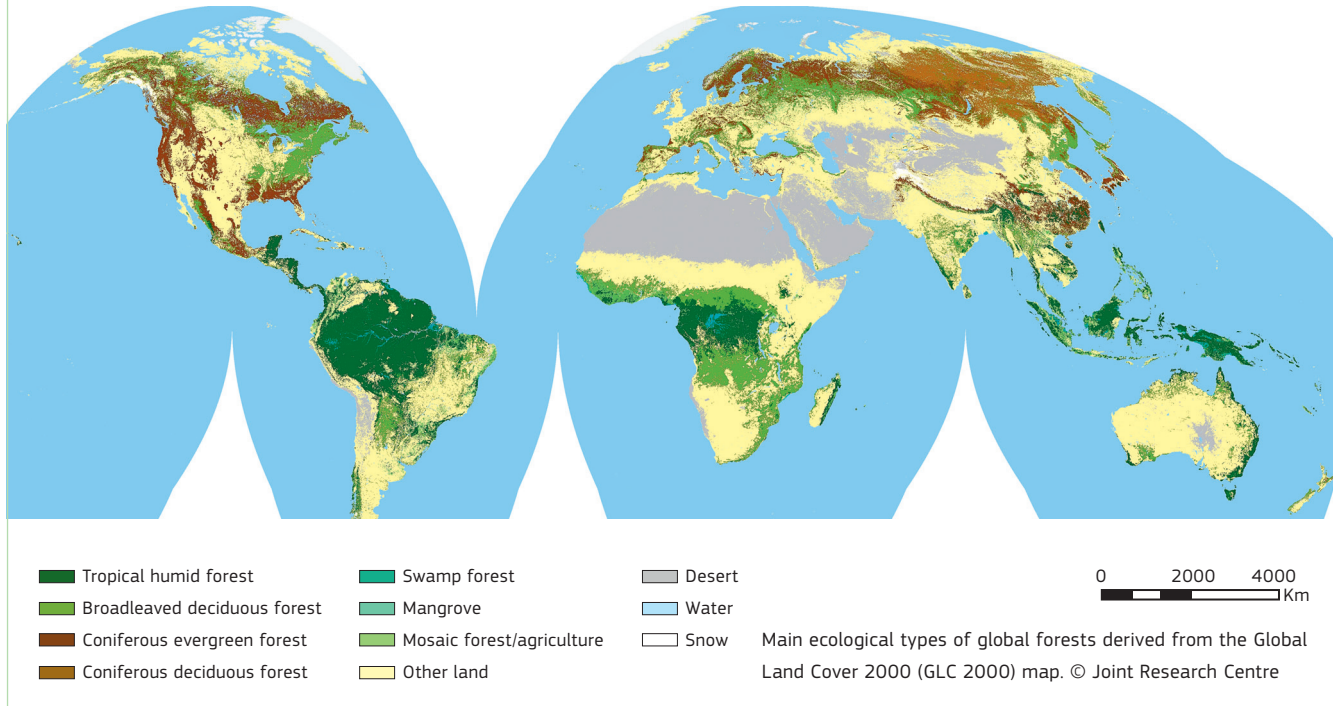 Tropical humid forest
Broadleaved deciduous forest
Coniferous evergreen forest
Coniferous deciduous forest
Swamp forest
Mangrove
Mosaic forest/agriculture
Other land
Desert
Water
Snow
0 2000 4000
Km
Main ecological types of global forests derived from the Global
Land Cover 2000 (GLC 2000) map. © Joint Research Centre